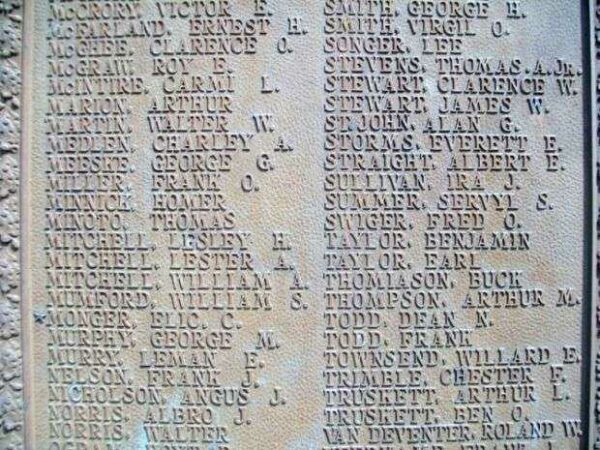 McCRORY, VICTOR E.
McFARLAND, ERNEST H.
McGHEE, CLARENCE O.
McGRAW, ROY E.
McINTIRE, CARMI L.
MARION, ARTHUR
MARTIN, WALTER W.
MEDLEN, CHARLEY A.
MEESKE, GEORGE G.
MILLER, FRANK O.
MINNICK, HOMER
MINOTO, THOMAS
MITCHELL, LESLEY H.
MITCHELL, LESTER A.
MITCHELL, WILLIAM A.
MUMFORD, WILLIAM S.
MONGER, ELIC. C.
MURPHY, GEORGE M.
MURRY, LEMAN E.
NELSON, FRANK J.
NICHOLSON, ANGUS J.
NORRIS, ALBRO J.
NORRIS, WALTER
SMITH, GEORGE H.
SMITH, VIRGIL O.
SONGER, LEE
STEVENS, THOMAS. A. JR.
STEWART, CLARENCE W.
STEWART, JAMES W.
ST. JOHN, ALAN G.
STORMS, EVERETT E.
STRAIGHT, ALBERT E.
SULLIVAN, IRA J.
SUMMER, SERVYL S.
SWIGER, FRED O.
TAYLOR, BENJAMIN
TAYLOR, EARL
THOMIASON, BUCK
THOMPSON, ARTHUR M.
TODD, DEAN N.
TODD, FRANK
TOWNSEND, WILLARD E.
TRIMBLE, CHESTER F.
TRUSKETT, ARTHUR L.
TRUSKETT, BEN O.
VAN DEVENTER, ROLAND W.